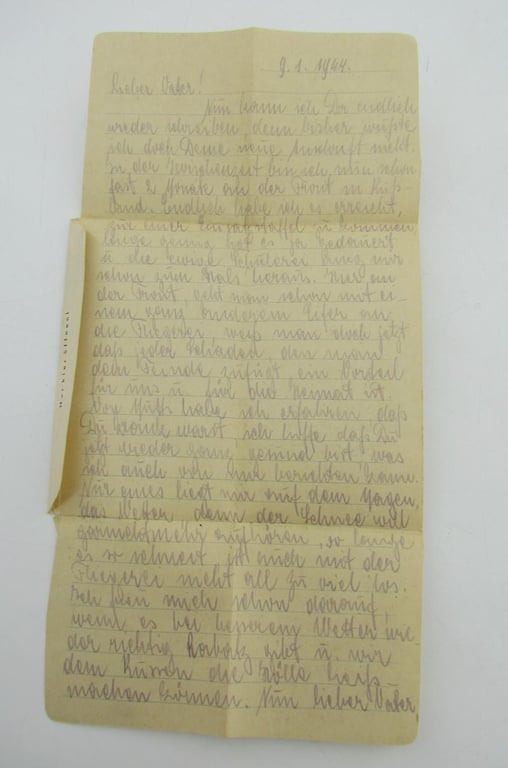 9.1.1944.
Lieber Vater!
Nun kann ich Dir endlich
wieder schreiben, denn bisher wußte
ich doch Deine neue Anschrift nicht.
In der Zwischenzeit bin ich nun schon
fast 2 Monate an der Front in Ruß-
land. Endlich habe ich es erreicht,
zu einer Einsatzstaffel zu kommen
lange genug hat es ja gedauert
u. die ewige Schulerei hing mir
schon zum Hals heraus. Hier an
der Front geht man schon mit ei-
nem ganz anderen Eifer an
die Fliegerei, weiß man doch jetzt
daß jeder Schaden, den man
dem Feinde zufügt ein Vorteil
für uns u. für die Heimat ist.
Von habe ich erfahren, daß
Du krank warst, ich hoffe daß Du
jetzt wieder ganz gesund bist, was
ich auch von mir berichten kann.
Nur eines liegt mir auf dem Magen,
das Wetter, denn der Schnee will
garnicht mehr aufhören, so lange
es so schneit, ist auch mit der
Fliegerei nicht all zu viel los.
Ich freu mich schon darauf,
wenn es bei besserem Wetter wie
der richtig gibt u. wir
dem Russen die Hölle heiß
machen können. Nun lieber Vater,